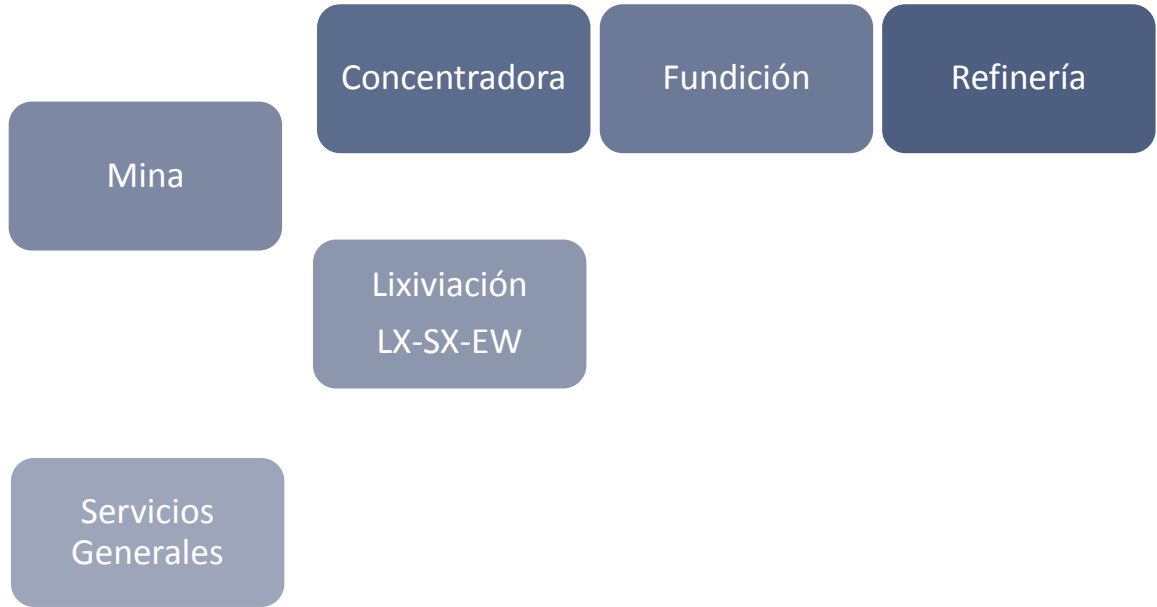 Concentradora
Fundición
Refinería
Mina
Lixiviación
LX-SX-EW
Servicios
Generales